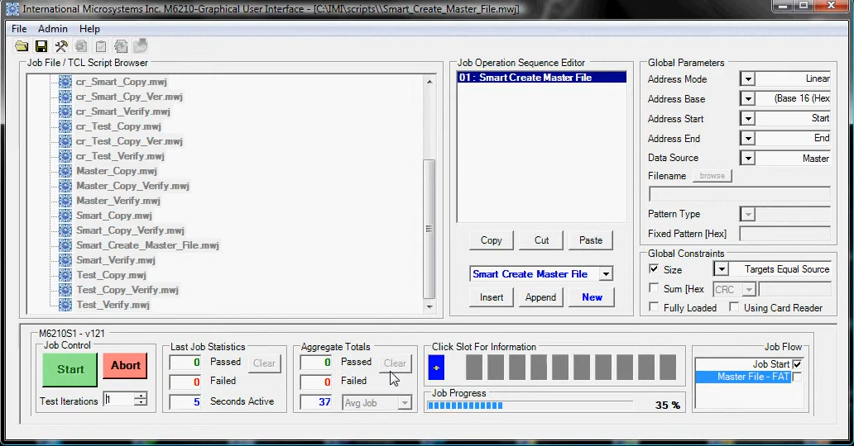 International Microsystems Inc. M6210-Graphical User Interface - [C:\IMI\scripts\\Smart_Create_Master_File.mwj]
File Admin Help
Job File / TCL Script Browser
cr_Smart_Copy.mwj
cr_Smart_Cpy_Ver.mwj
cr_Smart_Verify.mwj
cr_Test_Copy.mwj
cr_Test_Copy_Ver.mwj
cr_Test_Verify.mwj
Master_Copy.mwj
Master_Copy_Verify.mwj
Master_Verify.mwj
Smart_Copy.mwj
Smart_Copy_Verify.mwj
Smart_Create_Master_File.mwj
Smart_Verify.mwj
Test_Copy.mwj
Test_Copy_Verify.mwj
Test_Verify.mwj
Job Operation Sequence Editor
01 : Smart Create Master File
Copy Cut Paste
Smart Create Master File
Insert Append New
Global Parameters
Address Mode Linear
Address Base (Base 16 (Hex
Address Start Start
Address End End
Data Source Master
Filename browse
Pattern Type
Fixed Pattern [Hex]
Global Constraints
Size Targets Equal Source
Sum [Hex CRC
Fully Loaded Using Card Reader
M6210S1 - v121
Job Control
Start Abort
Test Iterations 1
Last Job Statistics
0 Passed Clear
0 Failed
5 Seconds Active
Aggregate Totals
0 Passed Clear
0 Failed
37 Avg Job
Click Slot For Information
+
Job Progress
35 %
Job Flow
Job Start
Master File - FAT